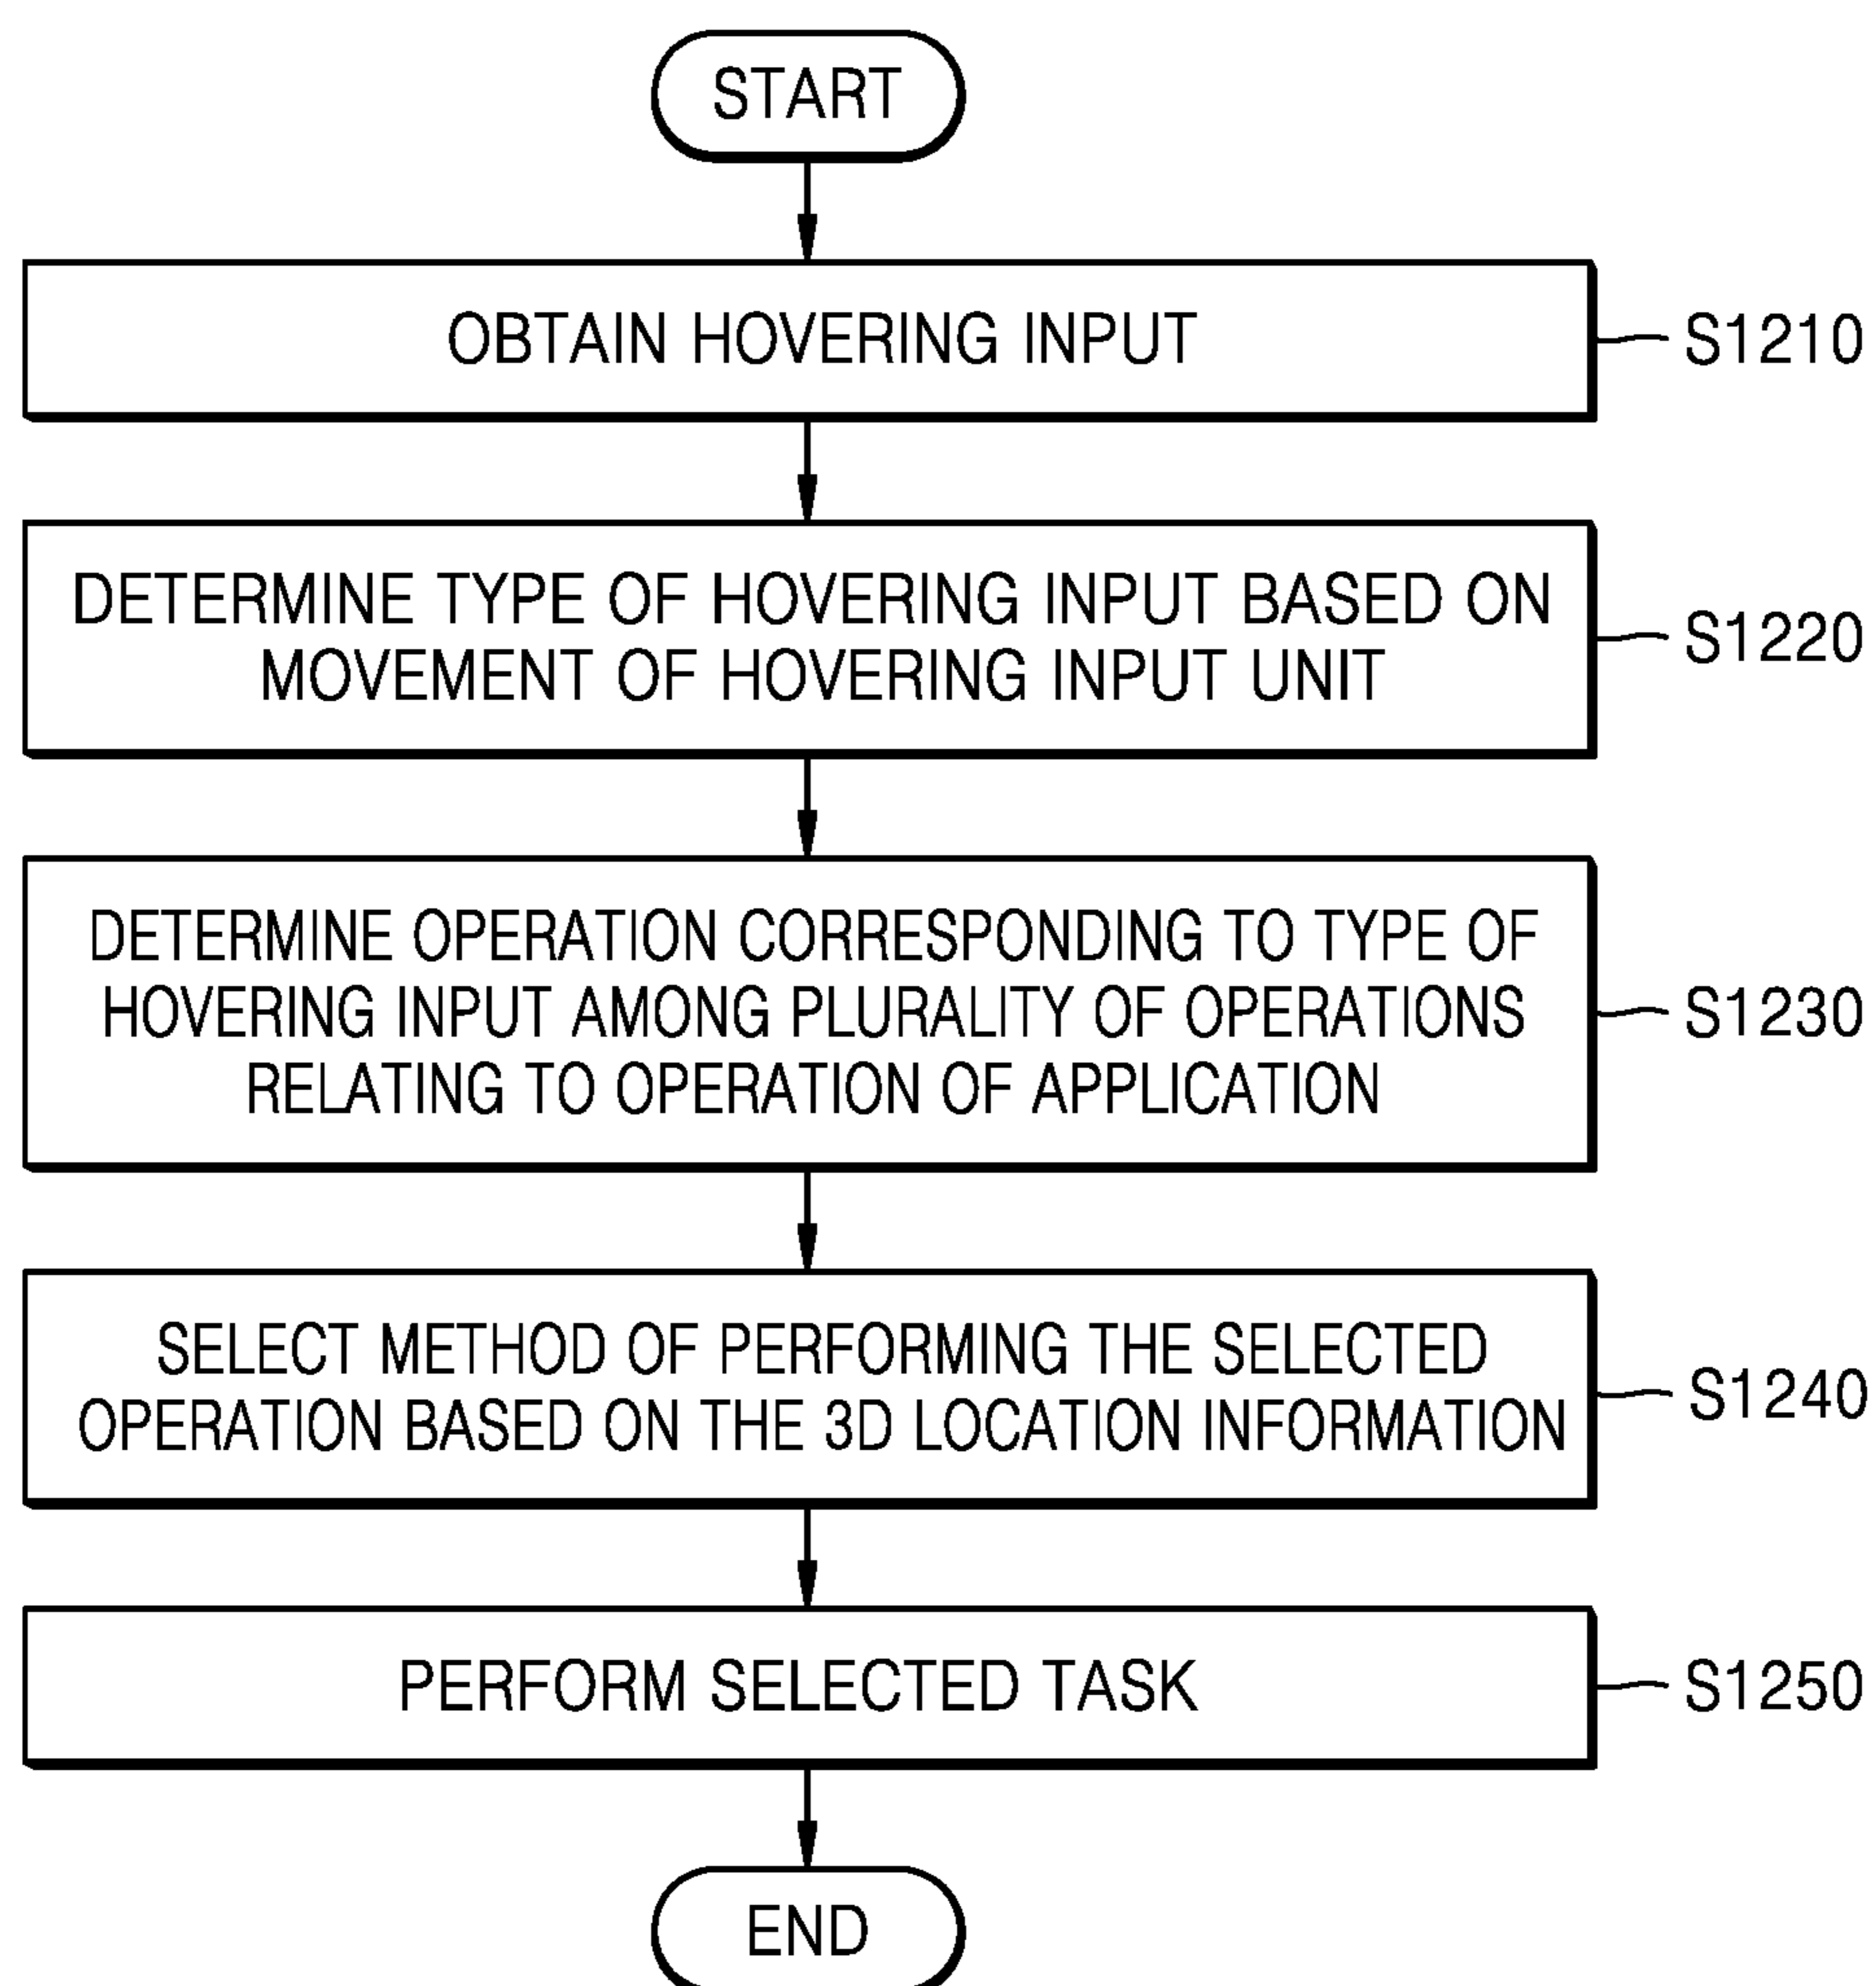 START
OBTAIN HOVERING INPUT
S1210
DETERMINE TYPE OF HOVERING INPUT BASED ON
MOVEMENT OF HOVERING INPUT UNIT
S1220
DETERMINE OPERATION CORRESPONDING TO TYPE OF
HOVERING INPUT AMONG PLURALITY OF OPERATIONS
RELATING TO OPERATION OF APPLICATION
S1230
SELECT METHOD OF PERFORMING THE SELECTED
OPERATION BASED ON THE 3D LOCATION INFORMATION
S1240
PERFORM SELECTED TASK
S1250
END